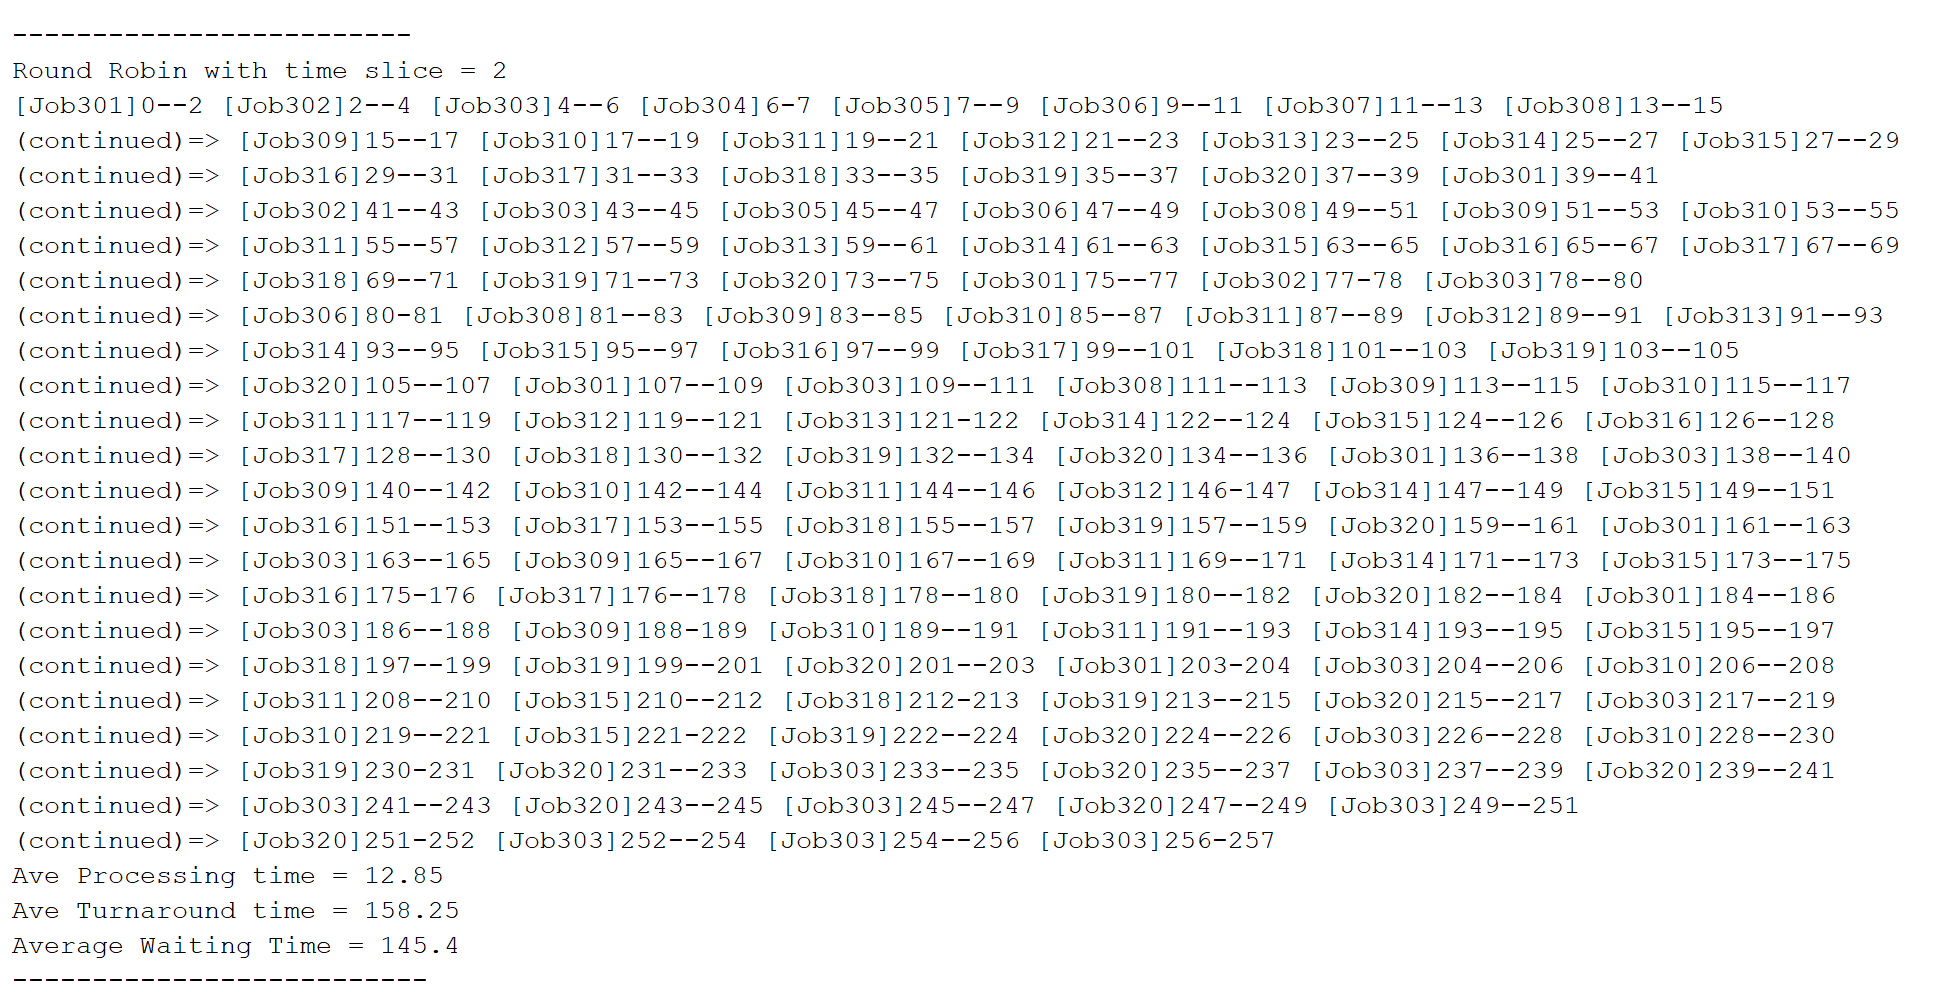 -------------------------
Round Robin with time slice = 2
[Job301]0--2 [Job302]2--4 [Job303]4--6 [Job304]6-7 [Job305]7--9 [Job306]9--11 [Job307]11--13 [Job308]13--15
(continued)=> [Job309]15--17 [Job310]17--19 [Job311]19--21 [Job312]21--23 [Job313]23--25 [Job314]25--27 [Job315]27--29
(continued)=> [Job316]29--31 [Job317]31--33 [Job318]33--35 [Job319]35--37 [Job320]37--39 [Job301]39--41
(continued)=> [Job302]41--43 [Job303]43--45 [Job305]45--47 [Job306]47--49 [Job308]49--51 [Job309]51--53 [Job310]53--55
(continued)=> [Job311]55--57 [Job312]57--59 [Job313]59--61 [Job314]61--63 [Job315]63--65 [Job316]65--67 [Job317]67--69
(continued)=> [Job318]69--71 [Job319]71--73 [Job320]73--75 [Job301]75--77 [Job302]77-78 [Job303]78--80
(continued)=> [Job306]80-81 [Job308]81--83 [Job309]83--85 [Job310]85--87 [Job311]87--89 [Job312]89--91 [Job313]91--93
(continued)=> [Job314]93--95 [Job315]95--97 [Job316]97--99 [Job317]99--101 [Job318]101--103 [Job319]103--105
(continued)=> [Job320]105--107 [Job301]107--109 [Job303]109--111 [Job308]111--113 [Job309]113--115 [Job310]115--117
(continued)=> [Job311]117--119 [Job312]119--121 [Job313]121-122 [Job314]122--124 [Job315]124--126 [Job316]126--128
(continued)=> [Job317]128--130 [Job318]130--132 [Job319]132--134 [Job320]134--136 [Job301]136--138 [Job303]138--140
(continued)=> [Job309]140--142 [Job310]142--144 [Job311]144--146 [Job312]146-147 [Job314]147--149 [Job315]149--151
(continued)=> [Job316]151--153 [Job317]153--155 [Job318]155--157 [Job319]157--159 [Job320]159--161 [Job301]161--163
(continued)=> [Job303]163--165 [Job309]165--167 [Job310]167--169 [Job311]169--171 [Job314]171--173 [Job315]173--175
(continued)=> [Job316]175-176 [Job317]176--178 [Job318]178--180 [Job319]180--182 [Job320]182--184 [Job301]184--186
(continued)=> [Job303]186--188 [Job309]188-189 [Job310]189--191 [Job311]191--193 [Job314]193--195 [Job315]195--197
(continued)=> [Job318]197--199 [Job319]199--201 [Job320]201--203 [Job301]203-204 [Job303]204--206 [Job310]206--208
(continued)=> [Job311]208--210 [Job315]210--212 [Job318]212-213 [Job319]213--215 [Job320]215--217 [Job303]217--219
(continued)=> [Job310]219--221 [Job315]221-222 [Job319]222--224 [Job320]224--226 [Job303]226--228 [Job310]228--230
(continued)=> [Job319]230-231 [Job320]231--233 [Job303]233--235 [Job320]235--237 [Job303]237--239 [Job320]239--241
(continued)=> [Job303]241--243 [Job320]243--245 [Job303]245--247 [Job320]247--249 [Job303]249--251
(continued)=> [Job320]251-252 [Job303]252--254 [Job303]254--256 [Job303]256-257
Ave Processing time = 12.85
Ave Turnaround time = 158.25
Average Waiting Time = 145.4
--------------------------